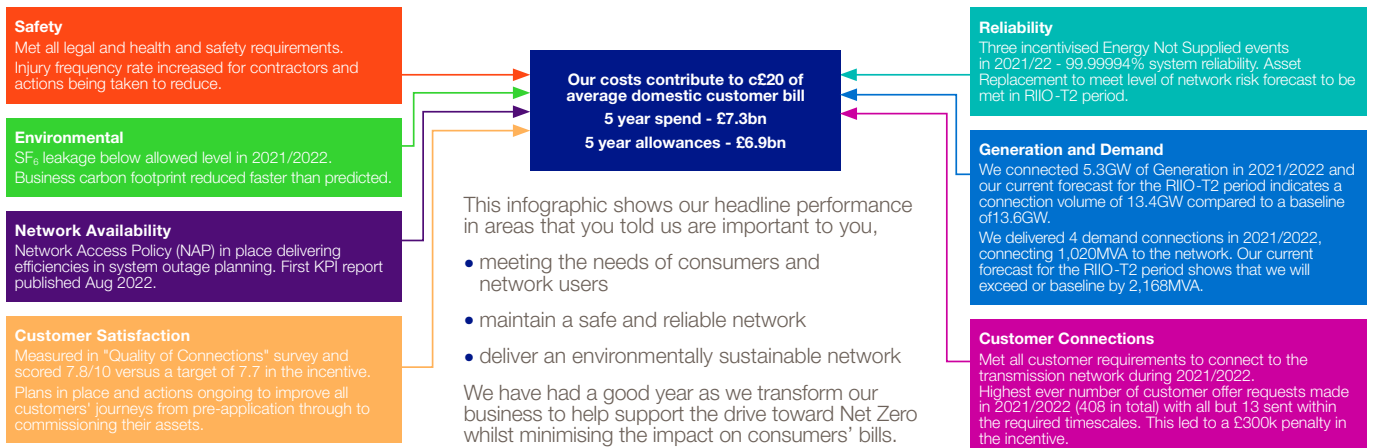 Safety
Met all legal and health and safety requirements.
Injury frequency rate increased for contractors and
actions being taken to reduce.
Environmental
SF₆ leakage below allowed level in 2021/2022.
Business carbon footprint reduced faster than predicted.
Network Availability
Network Access Policy (NAP) in place delivering
efficiencies in system outage planning. First KPI report
published Aug 2022.
Customer Satisfaction
Measured in "Quality of Connections" survey and
scored 7.8/10 versus a target of 7.7 in the incentive.
Plans in place and actions ongoing to improve all
customers' journeys from pre-application through to
commissioning their assets.
Our costs contribute to c£20 of
average domestic customer bill
5 year spend - £7.3bn
5 year allowances - £6.9bn
This infographic shows our headline performance
in areas that you told us are important to you,
• meeting the needs of consumers and
network users
• maintain a safe and reliable network
• deliver an environmentally sustainable network
We have had a good year as we transform our
business to help support the drive toward Net Zero
whilst minimising the impact on consumers' bills.
Reliability
Three incentivised Energy Not Supplied events
in 2021/22 - 99.99994% system reliability. Asset
Replacement to meet level of network risk forecast to be
met in RIIO-T2 period.
Generation and Demand
We connected 5.3GW of Generation in 2021/2022 and
our current forecast for the RIIO-T2 period indicates a
connection volume of 13.4GW compared to a baseline
of13.6GW.
We delivered 4 demand connections in 2021/2022,
connecting 1,020MVA to the network. Our current
forecast for the RIIO-T2 period shows that we will
exceed or baseline by 2,168MVA.
Customer Connections
Met all customer requirements to connect to the
transmission network during 2021/2022.
Highest ever number of customer offer requests made
in 2021/2022 (408 in total) with all but 13 sent within
the required timescales. This led to a £300k penalty in
the incentive.